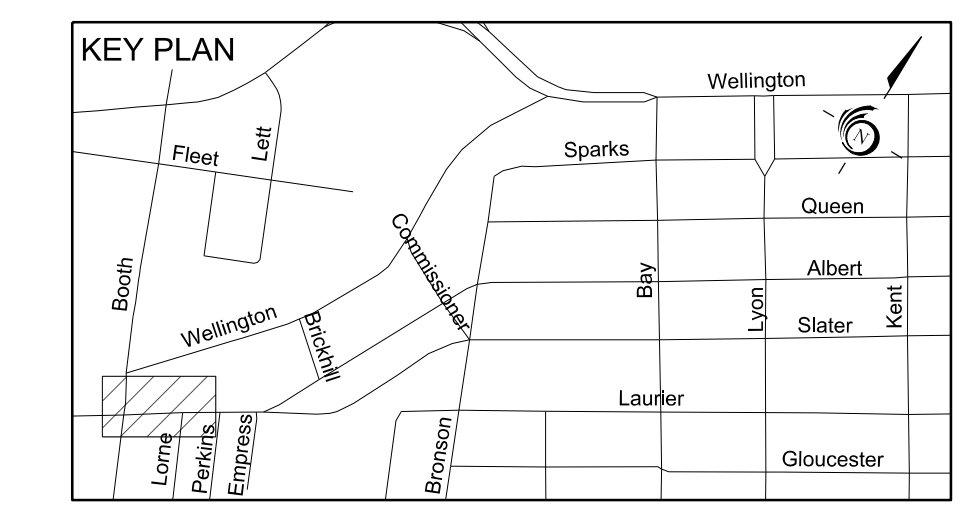 KEY PLAN
Wellington
Lett
Fleet
Sparks
N
Queen
Commissioner
Booth
Albert
Bay
Lyon
Kent
Wellington
Brickhill
Slater
Laurier
Lorne
Perkins
Empress
Bronson
Gloucester